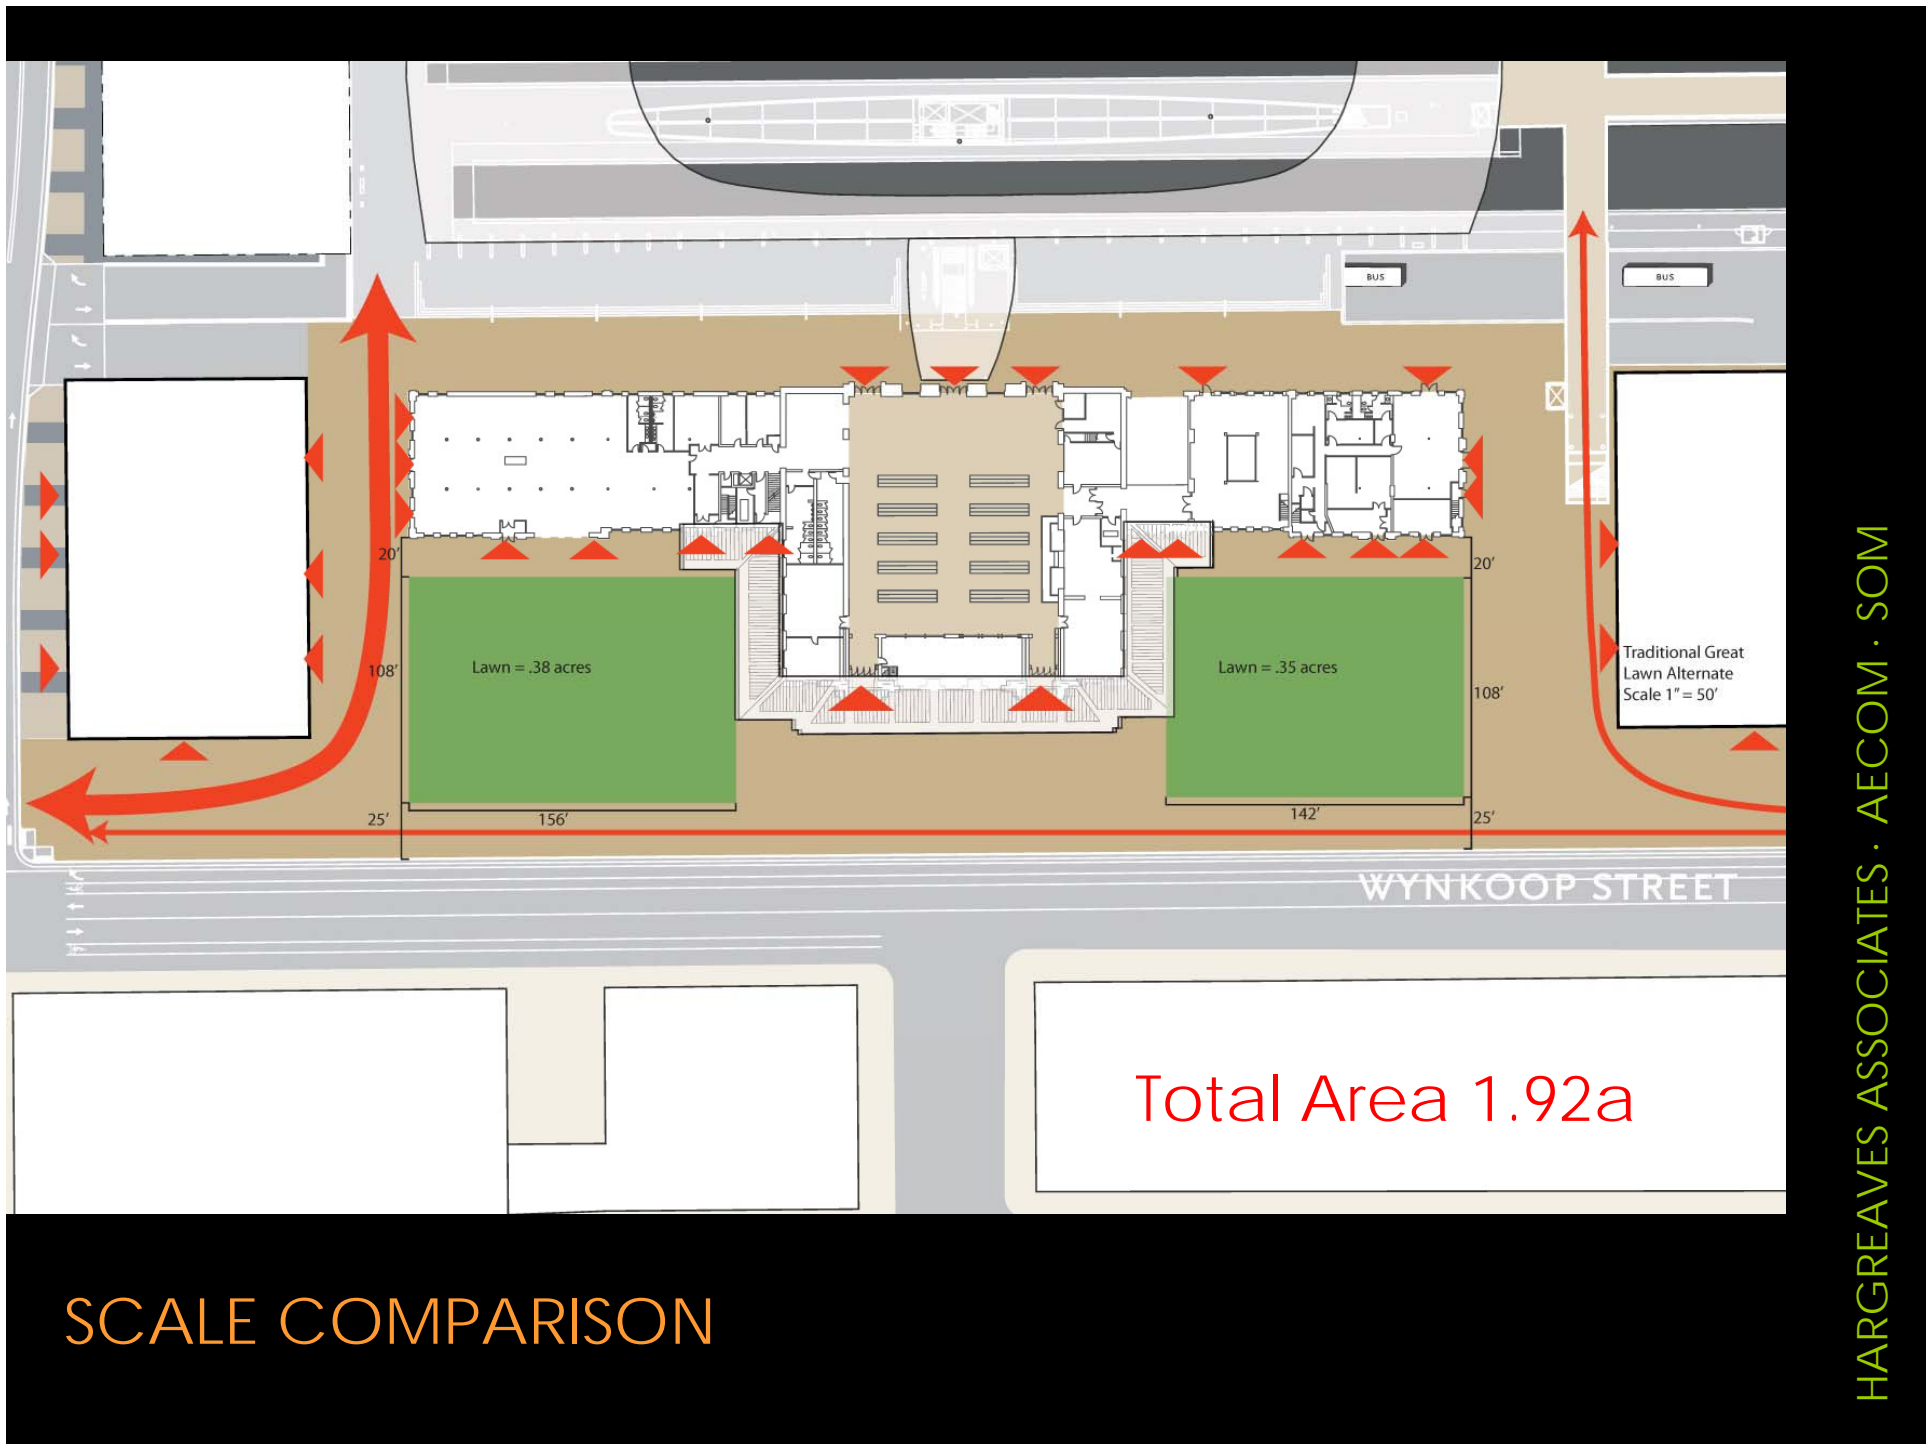 BUS
BUS
20'
20'
Lawn = .38 acres
Lawn = .35 acres
108'
108'
Traditional Great
Lawn Alternate
Scale 1" = 50'
25'
156'
142'
25'
WYNKOOP STREET
Total Area 1.92a
SCALE COMPARISON
HARGREAVES ASSOCIATES · AECOM · SOM